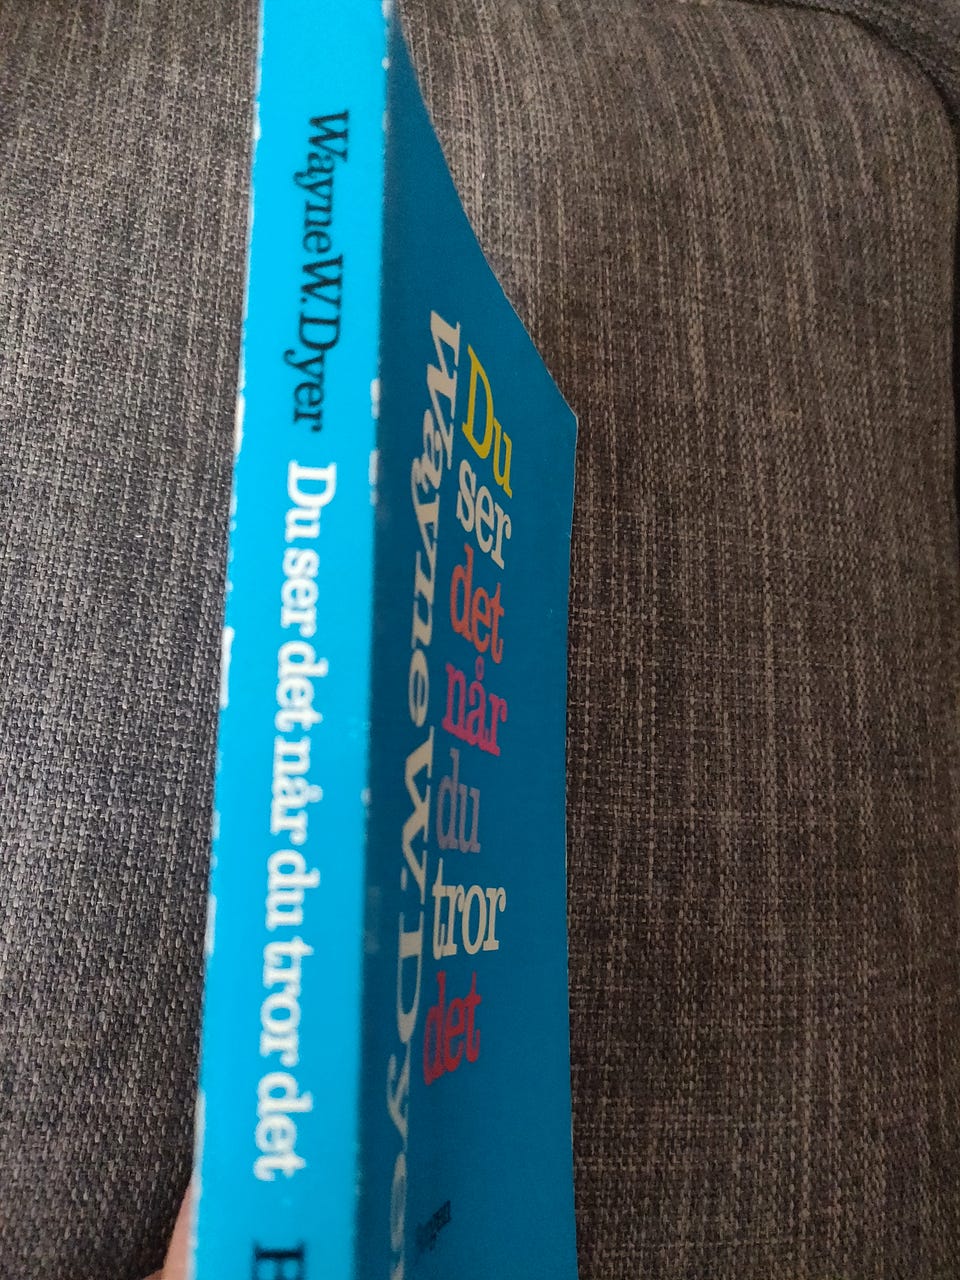 Wayne W. Dyer Du ser det når du tror det
Du
ser
det
når
du
tror
det
Wayne W. Dyer